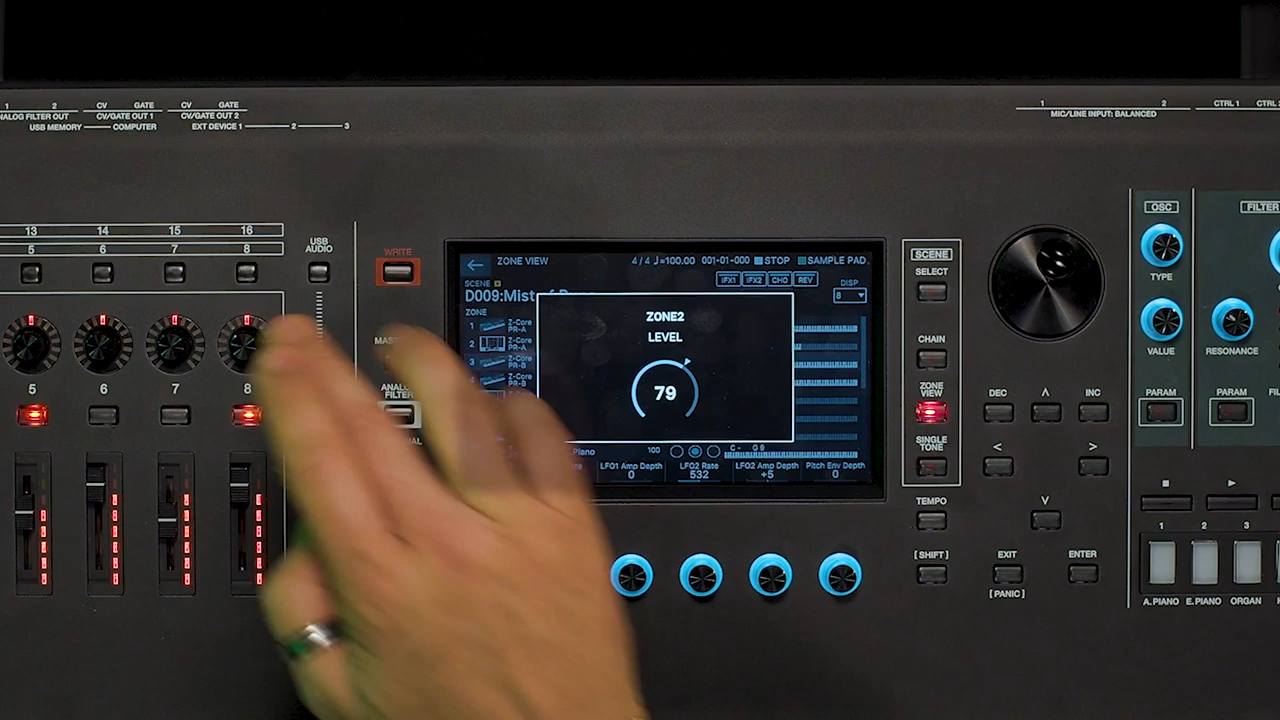 1 2 CV GATE CV GATE
CV/GATE OUT 1 CV/GATE OUT 2
USB MEMORY COMPUTER EXT DEVICE 1 2 3
1 2 CTRL 1
MIC/LINE INPUT: BALANCED
13 14 15 16
5 6 7 8
USB
AUDIO
WRITE
5 6 7 8
ZONE VIEW 4/4 ♩=100.00 001-01-000 STOP SAMPLE PAD
SCENE
IFX1 IFX2 CHO REV
DISP
8
ZONE
1 Z-Core
PR-A
2 Z-Core
PR-A
3 Z-Core
PR-B
Z-Core
PR-B
ZONE2
LEVEL
79
100 C- G9
LFO1 Amp Depth LFO2 Rate LFO2 Amp Depth Pitch Env Depth
0 532 +5 0
SCENE
SELECT
CHAIN
ZONE
VIEW
SINGLE
TONE
TEMPO
[SHIFT]
DEC INC
EXIT
[PANIC]
ENTER
OSC
TYPE
VALUE
PARAM
FILTER
RESONANCE
PARAM
1 2 3
A.PIANO E.PIANO ORGAN